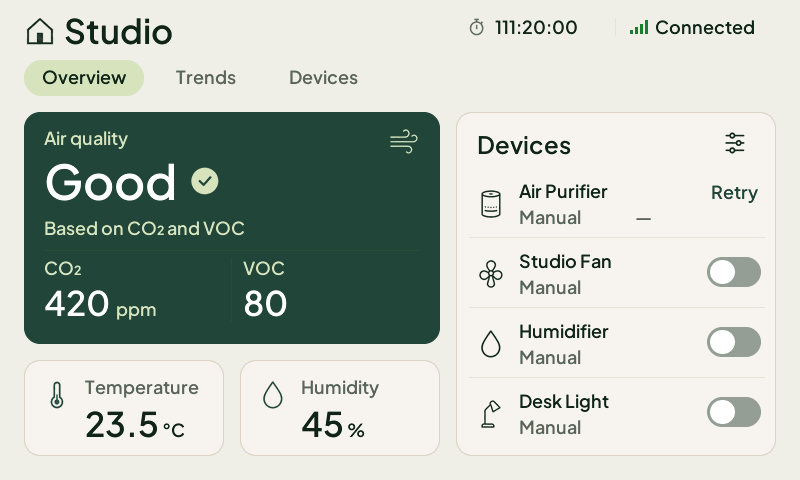 Studio
111:20:00
Connected
Overview
Trends
Devices
Air quality
Good
Based on CO₂ and VOC
CO₂
420 ppm
VOC
80
Temperature
23.5 °C
Humidity
45 %
Devices
Air Purifier
Manual
—
Retry
Studio Fan
Manual
Humidifier
Manual
Desk Light
Manual